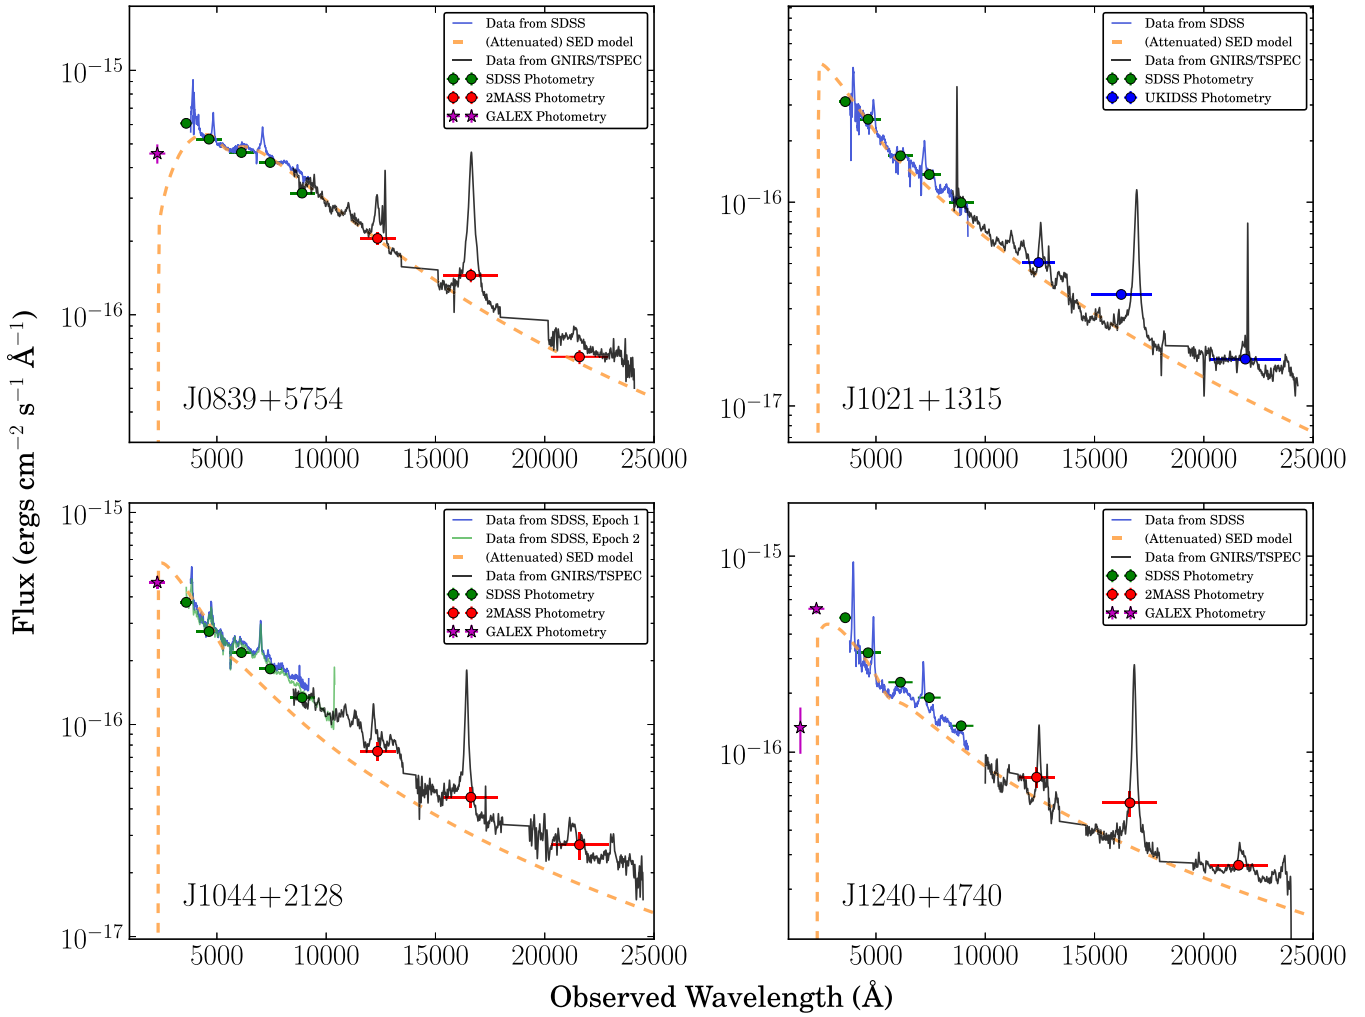 Flux (ergs cm⁻² s⁻¹ Å⁻¹)
10⁻¹⁵
10⁻¹⁶
Data from SDSS
(Attenuated) SED model
Data from GNIRS/TSPEC
SDSS Photometry
2MASS Photometry
GALEX Photometry
J0839+5754
5000 10000 15000 20000 25000
10⁻¹⁶
10⁻¹⁷
Data from SDSS
(Attenuated) SED model
Data from GNIRS/TSPEC
SDSS Photometry
UKIDSS Photometry
J1021+1315
5000 10000 15000 20000 25000
10⁻¹⁵
10⁻¹⁶
10⁻¹⁷
Data from SDSS, Epoch 1
Data from SDSS, Epoch 2
(Attenuated) SED model
Data from GNIRS/TSPEC
SDSS Photometry
2MASS Photometry
GALEX Photometry
J1044+2128
5000 10000 15000 20000 25000
10⁻¹⁵
10⁻¹⁶
Data from SDSS
(Attenuated) SED model
Data from GNIRS/TSPEC
SDSS Photometry
2MASS Photometry
GALEX Photometry
J1240+4740
5000 10000 15000 20000 25000
Observed Wavelength (Å)